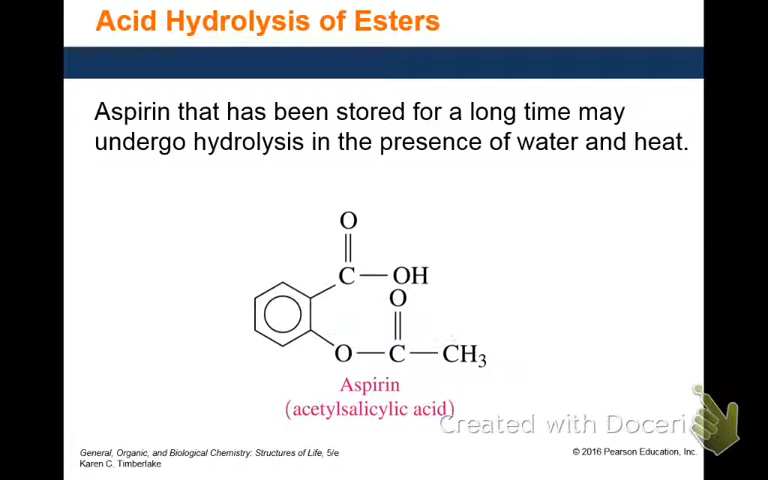 Acid Hydrolysis of Esters
Aspirin that has been stored for a long time may
undergo hydrolysis in the presence of water and heat.
O
C—OH
O
O—C—CH₃
Aspirin
(acetylsalicylic acid)
Created with Doceri
General, Organic, and Biological Chemistry: Structures of Life, 5/e
Karen C. Timberlake
© 2016 Pearson Education, Inc.